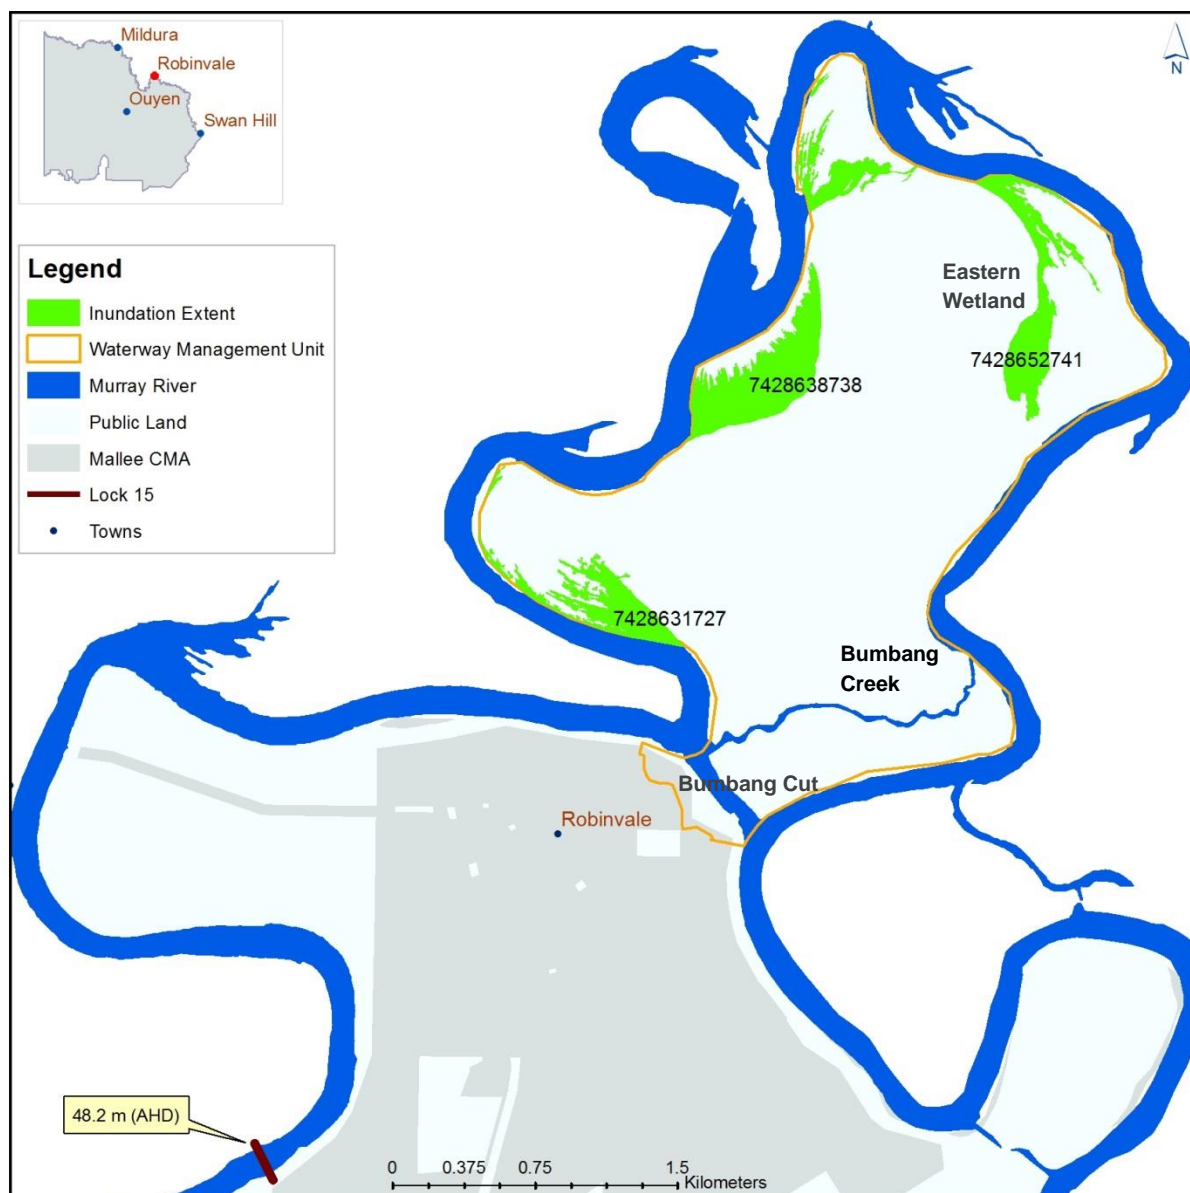 Mildura
Robinvale
Ouyen
Swan Hill
N
Legend
Inundation Extent
Waterway Management Unit
Murray River
Public Land
Mallee CMA
Lock 15
Towns
Eastern
Wetland
7428652741
7428638738
7428631727
Bumbang
Creek
Bumbang Cut
Robinvale
48.2 m (AHD)
0 0.375 0.75 1.5
Kilometers